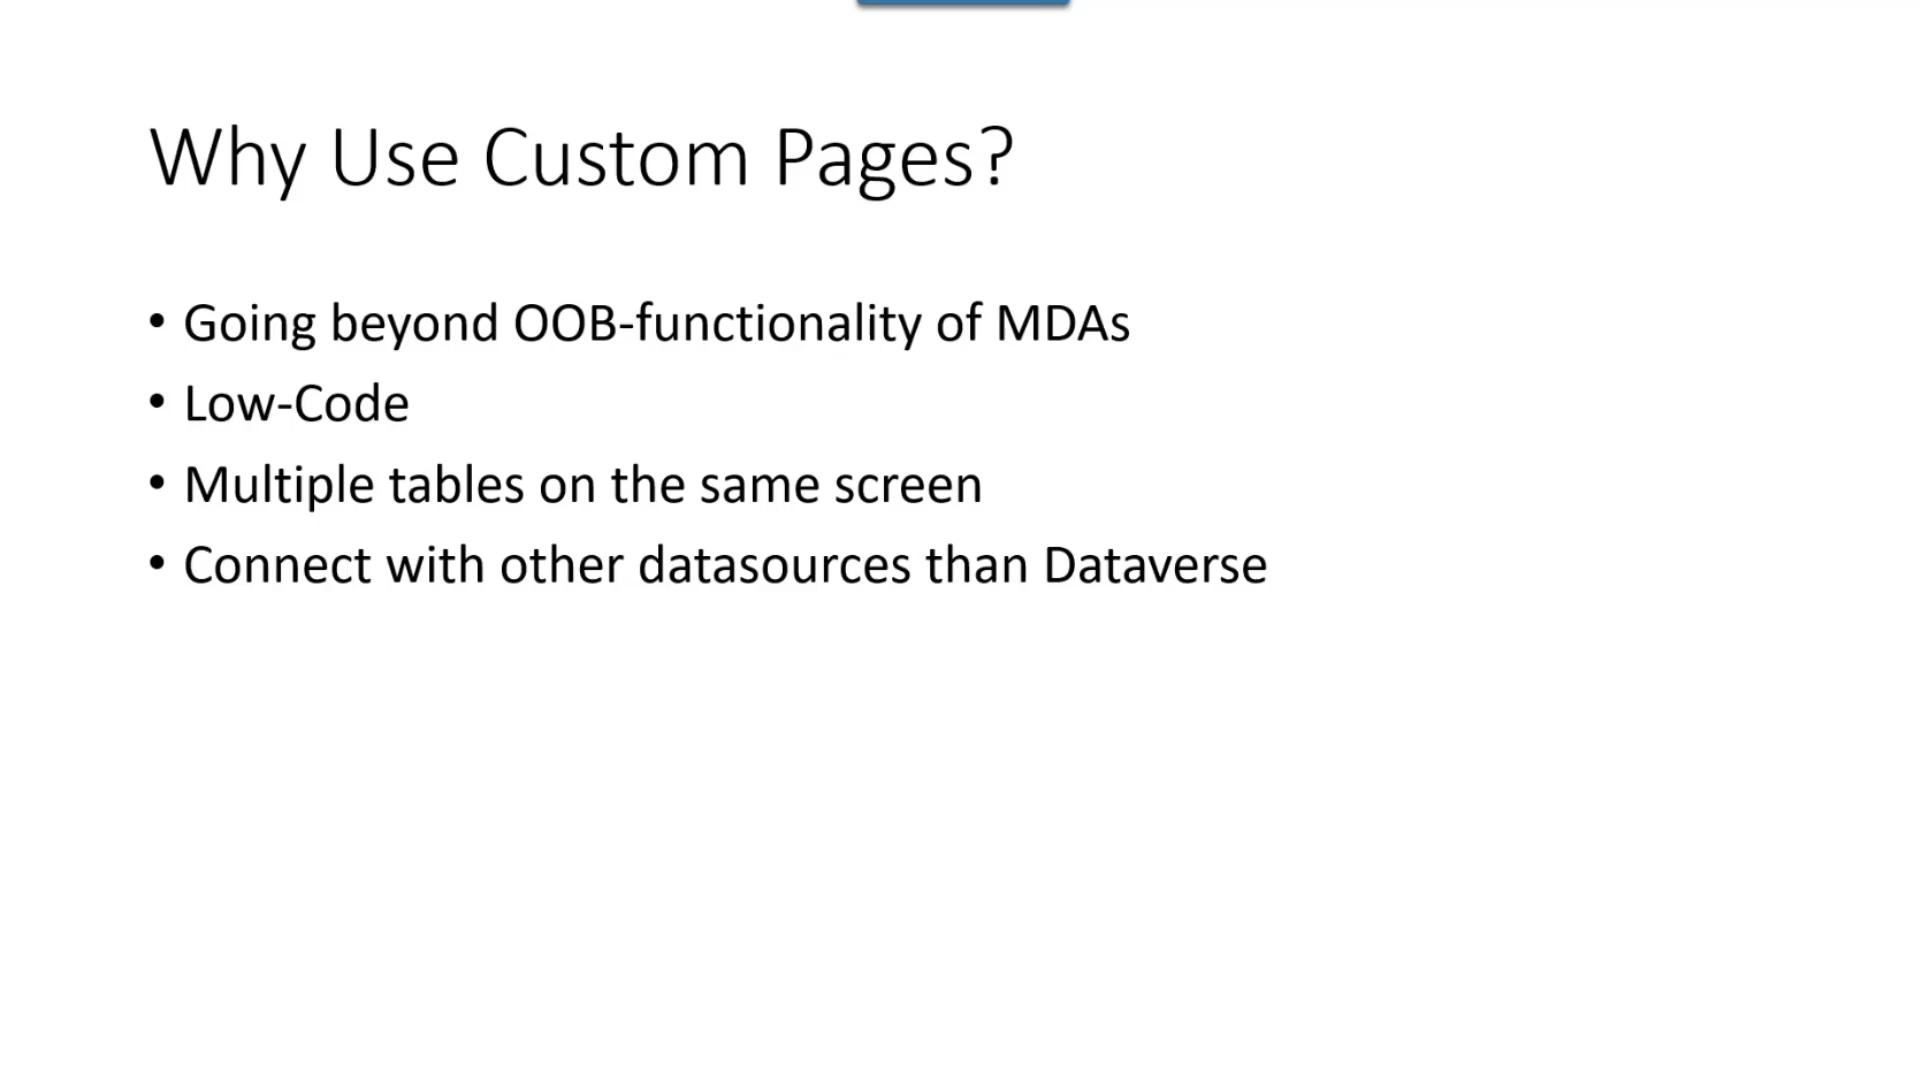 Why Use Custom Pages?
• Going beyond OOB-functionality of MDAs
• Low-Code
• Multiple tables on the same screen
• Connect with other datasources than Dataverse